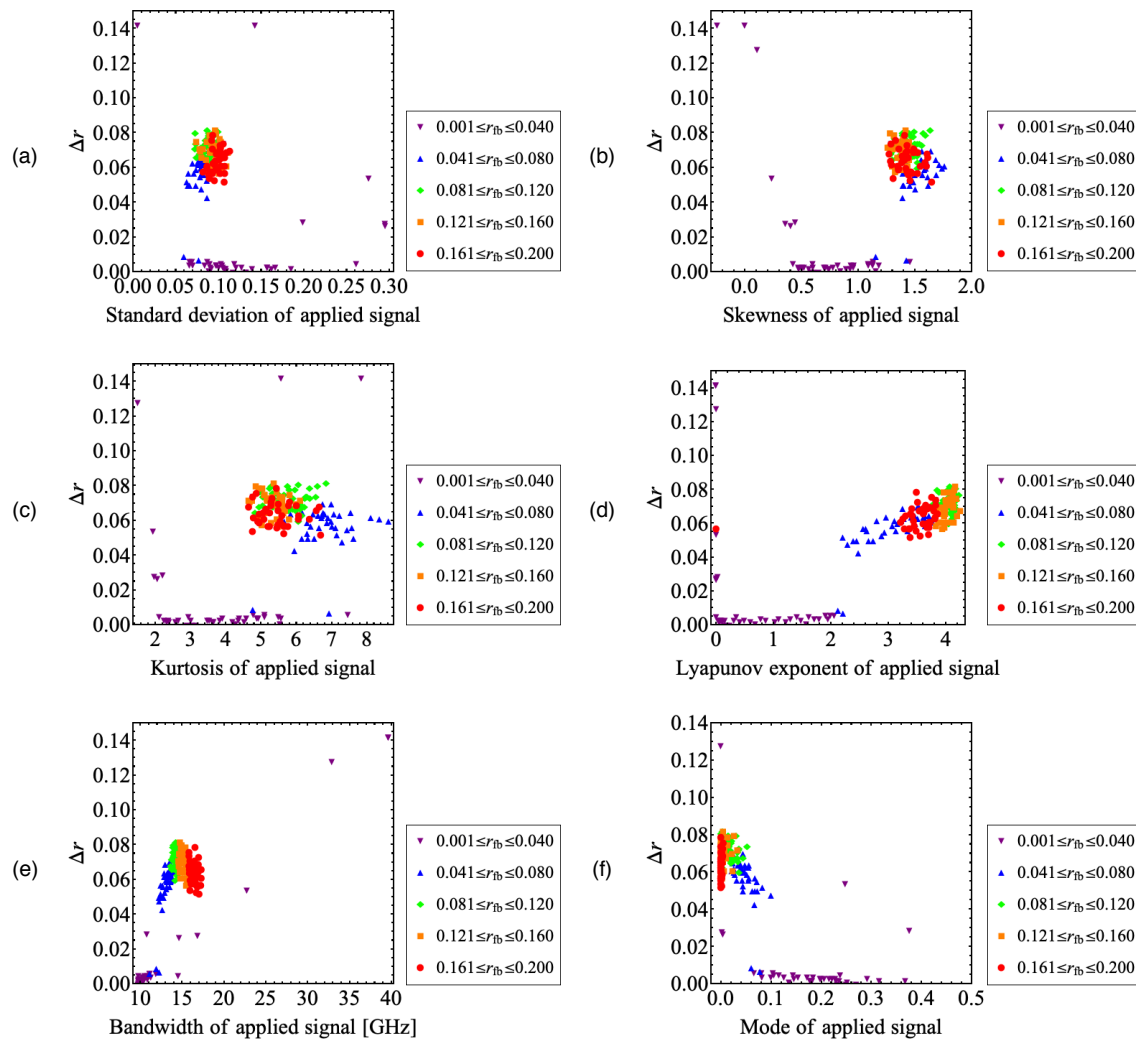 (a)
Δr
0.14
0.12
0.10
0.08
0.06
0.04
0.02
0.00
0.00 0.05 0.10 0.15 0.20 0.25 0.30
Standard deviation of applied signal
0.001≤rfb≤0.040
0.041≤rfb≤0.080
0.081≤rfb≤0.120
0.121≤rfb≤0.160
0.161≤rfb≤0.200
(b)
Δr
0.14
0.12
0.10
0.08
0.06
0.04
0.02
0.00
0.0 0.5 1.0 1.5 2.0
Skewness of applied signal
0.001≤rfb≤0.040
0.041≤rfb≤0.080
0.081≤rfb≤0.120
0.121≤rfb≤0.160
0.161≤rfb≤0.200
(c)
Δr
0.14
0.12
0.10
0.08
0.06
0.04
0.02
0.00
2 3 4 5 6 7 8
Kurtosis of applied signal
0.001≤rfb≤0.040
0.041≤rfb≤0.080
0.081≤rfb≤0.120
0.121≤rfb≤0.160
0.161≤rfb≤0.200
(d)
Δr
0.14
0.12
0.10
0.08
0.06
0.04
0.02
0.00
0 1 2 3 4
Lyapunov exponent of applied signal
0.001≤rfb≤0.040
0.041≤rfb≤0.080
0.081≤rfb≤0.120
0.121≤rfb≤0.160
0.161≤rfb≤0.200
(e)
Δr
0.14
0.12
0.10
0.08
0.06
0.04
0.02
0.00
10 15 20 25 30 35 40
Bandwidth of applied signal [GHz]
0.001≤rfb≤0.040
0.041≤rfb≤0.080
0.081≤rfb≤0.120
0.121≤rfb≤0.160
0.161≤rfb≤0.200
(f)
Δr
0.14
0.12
0.10
0.08
0.06
0.04
0.02
0.00
0.0 0.1 0.2 0.3 0.4 0.5
Mode of applied signal
0.001≤rfb≤0.040
0.041≤rfb≤0.080
0.081≤rfb≤0.120
0.121≤rfb≤0.160
0.161≤rfb≤0.200